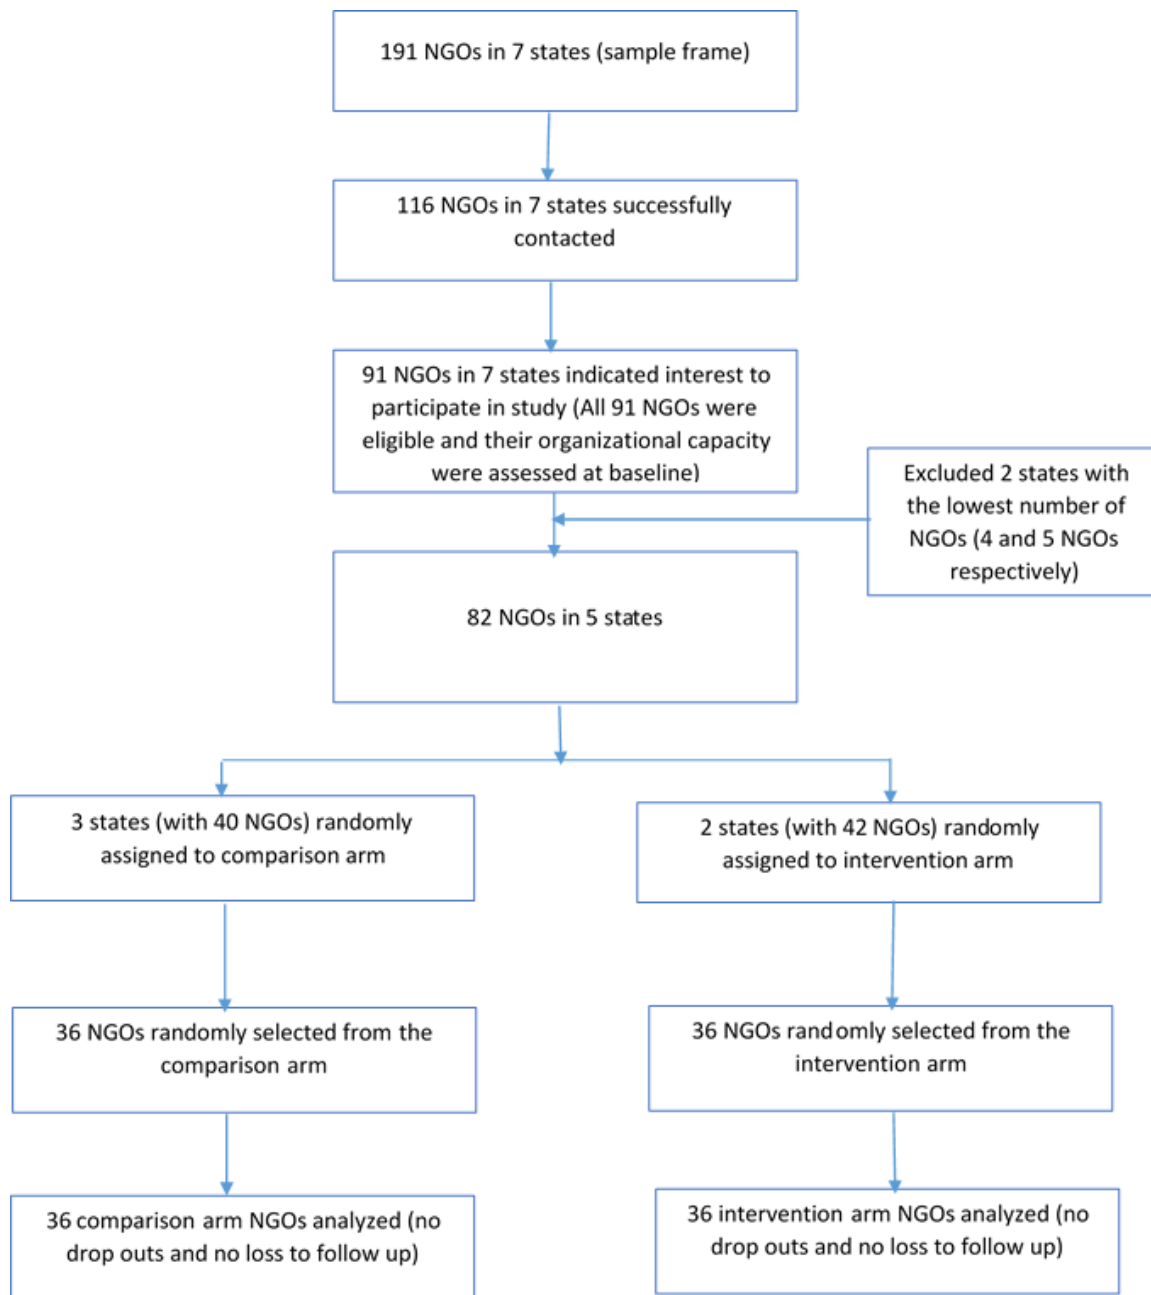 191 NGOs in 7 states (sample frame)
116 NGOs in 7 states successfully
contacted
91 NGOs in 7 states indicated interest to
participate in study (All 91 NGOs were
eligible and their organizational capacity
were assessed at baseline)
Excluded 2 states with
the lowest number of
NGOs (4 and 5 NGOs
respectively)
82 NGOs in 5 states
3 states (with 40 NGOs) randomly
assigned to comparison arm
2 states (with 42 NGOs) randomly
assigned to intervention arm
36 NGOs randomly selected from the
comparison arm
36 NGOs randomly selected from the
intervention arm
36 comparison arm NGOs analyzed (no
drop outs and no loss to follow up)
36 intervention arm NGOs analyzed (no
drop outs and no loss to follow up)